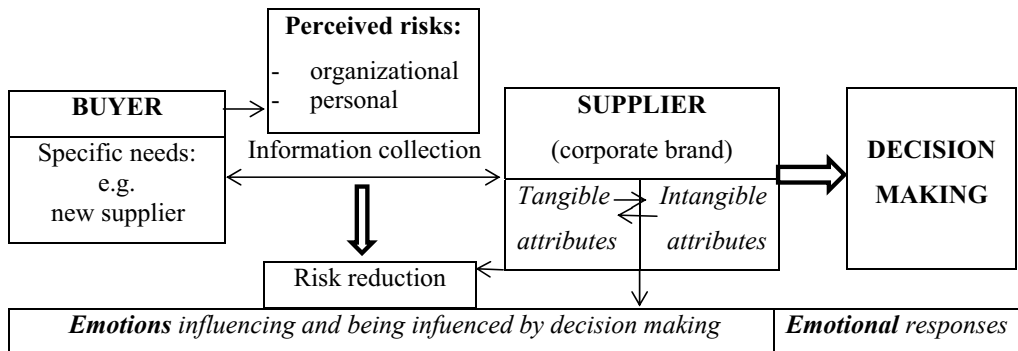 Perceived risks:
- organizational
- personal
BUYER
Specific needs:
e.g.
new supplier
Information collection
SUPPLIER
(corporate brand)
Tangible
attributes
Intangible
attributes
DECISION
MAKING
Risk reduction
Emotions influencing and being infuenced by decision making
Emotional responses